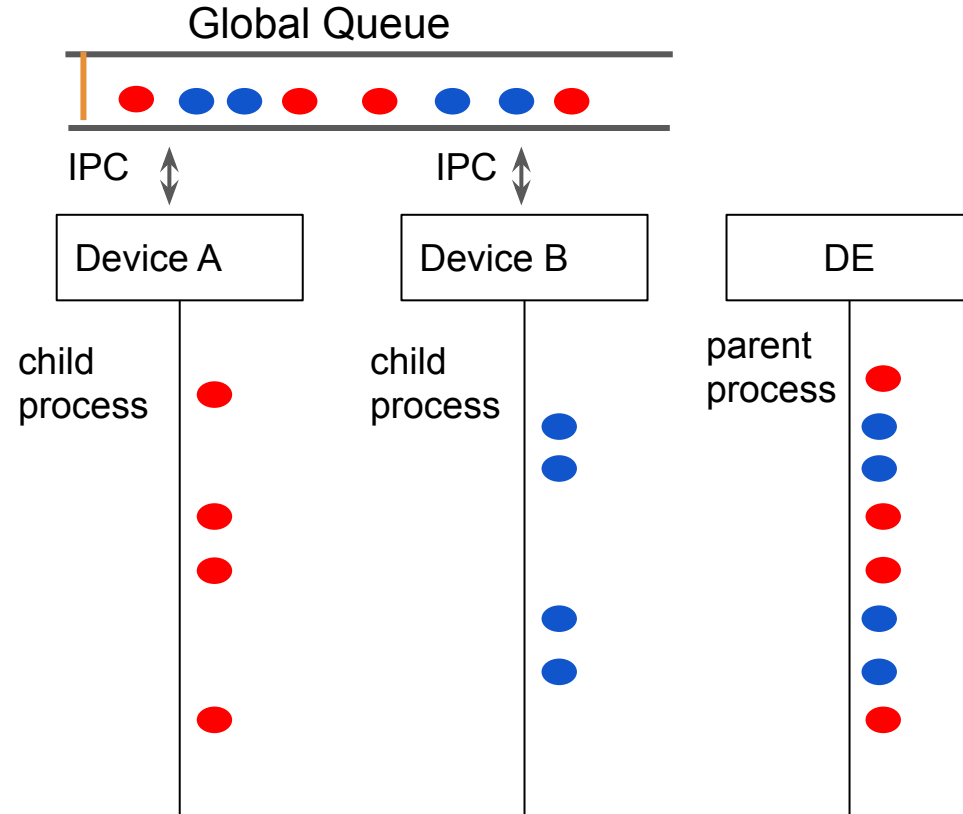 Global Queue
IPC
IPC
Device A
Device B
DE
child
process
child
process
parent
process